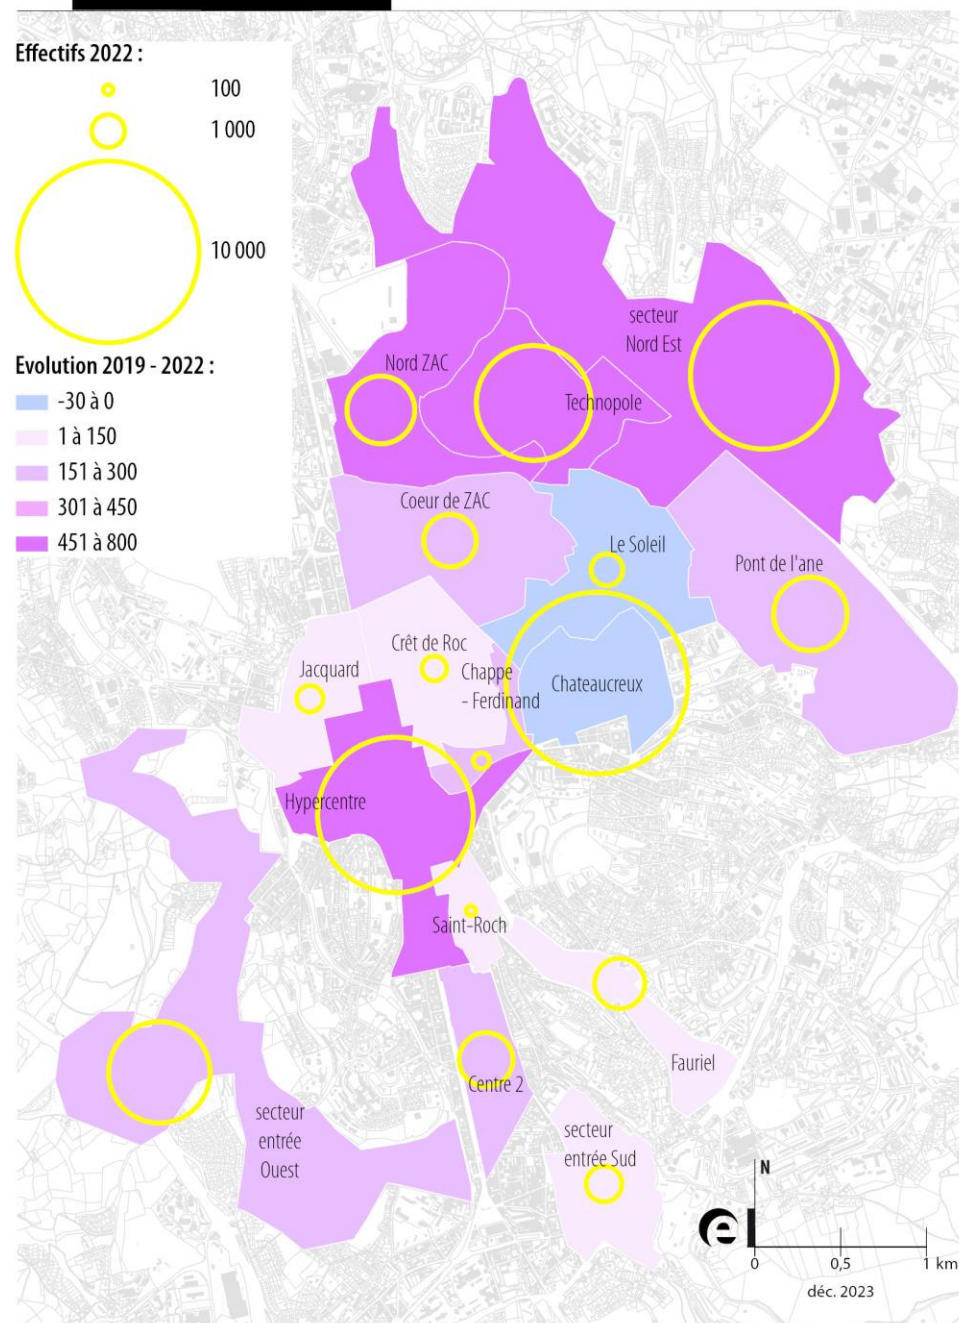 Effectifs 2022 :
100
1 000
10 000
Evolution 2019 - 2022 :
-30 à 0
1 à 150
151 à 300
301 à 450
451 à 800
secteur
Nord Est
Nord ZAC
Technopole
Coeur de ZAC
Le Soleil
Pont de l'ane
Crêt de Roc
Jacquard
Chappe
- Ferdinand
Chateaucreux
Hypercentre
Saint-Roch
Fauriel
Centre 2
secteur
entrée
Ouest
secteur
entrée Sud
N
e
0 0,5 1 km
déc. 2023